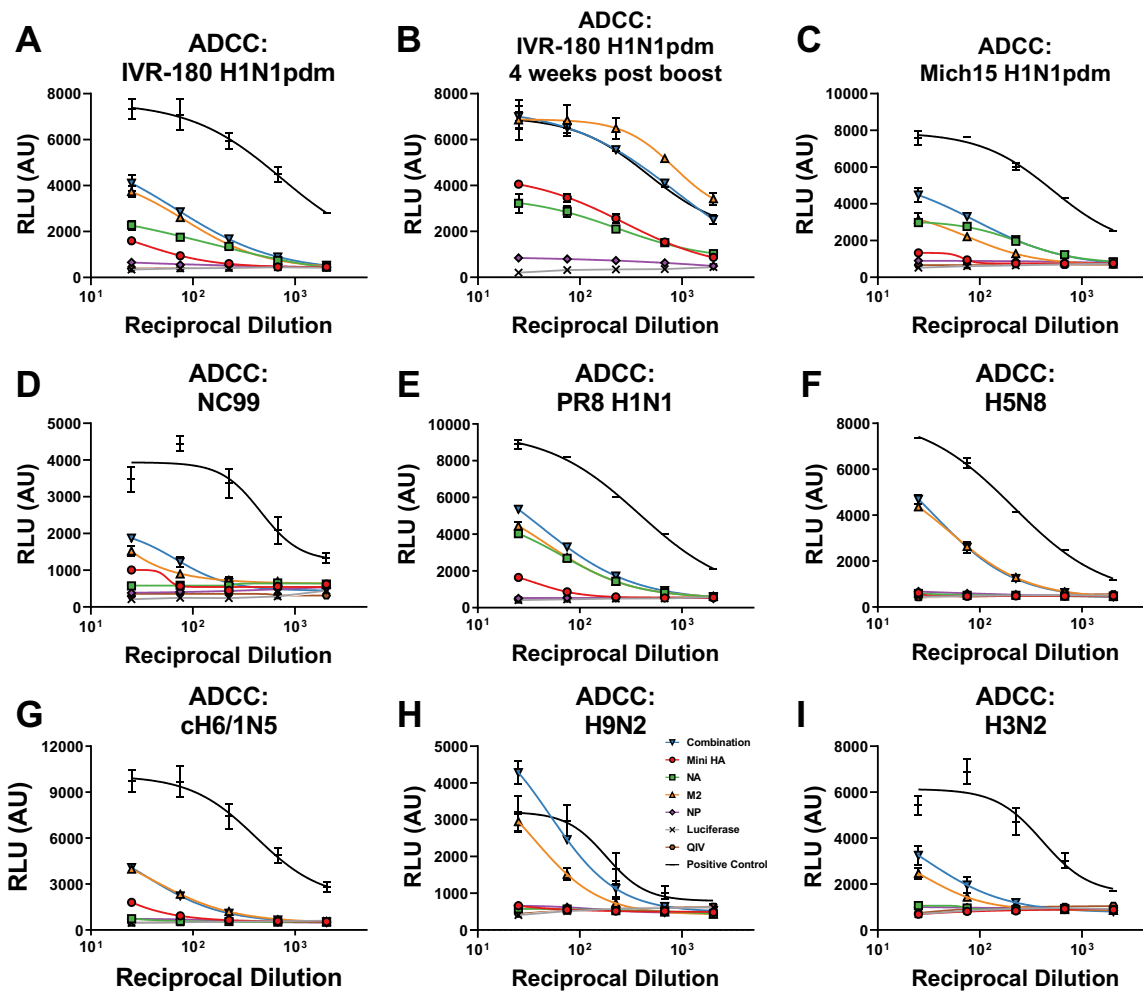 A
ADCC:
IVR-180 H1N1pdm
RLU (AU)
8000
6000
4000
2000
0
10¹ 10² 10³
Reciprocal Dilution
B
ADCC:
IVR-180 H1N1pdm
4 weeks post boost
RLU (AU)
8000
6000
4000
2000
0
10¹ 10² 10³
Reciprocal Dilution
C
ADCC:
Mich15 H1N1pdm
RLU (AU)
10000
8000
6000
4000
2000
0
10¹ 10² 10³
Reciprocal Dilution
D
ADCC:
NC99
RLU (AU)
5000
4000
3000
2000
1000
0
10¹ 10² 10³
Reciprocal Dilution
E
ADCC:
PR8 H1N1
RLU (AU)
10000
8000
6000
4000
2000
0
10¹ 10² 10³
Reciprocal Dilution
F
ADCC:
H5N8
RLU (AU)
8000
6000
4000
2000
0
10¹ 10² 10³
Reciprocal Dilution
G
ADCC:
cH6/1N5
RLU (AU)
12000
9000
6000
3000
0
10¹ 10² 10³
Reciprocal Dilution
H
ADCC:
H9N2
RLU (AU)
5000
4000
3000
2000
1000
0
10¹ 10² 10³
Reciprocal Dilution
Combination
Mini HA
NA
M2
NP
Luciferase
QIV
Positive Control
I
ADCC:
H3N2
RLU (AU)
8000
6000
4000
2000
0
10¹ 10² 10³
Reciprocal Dilution